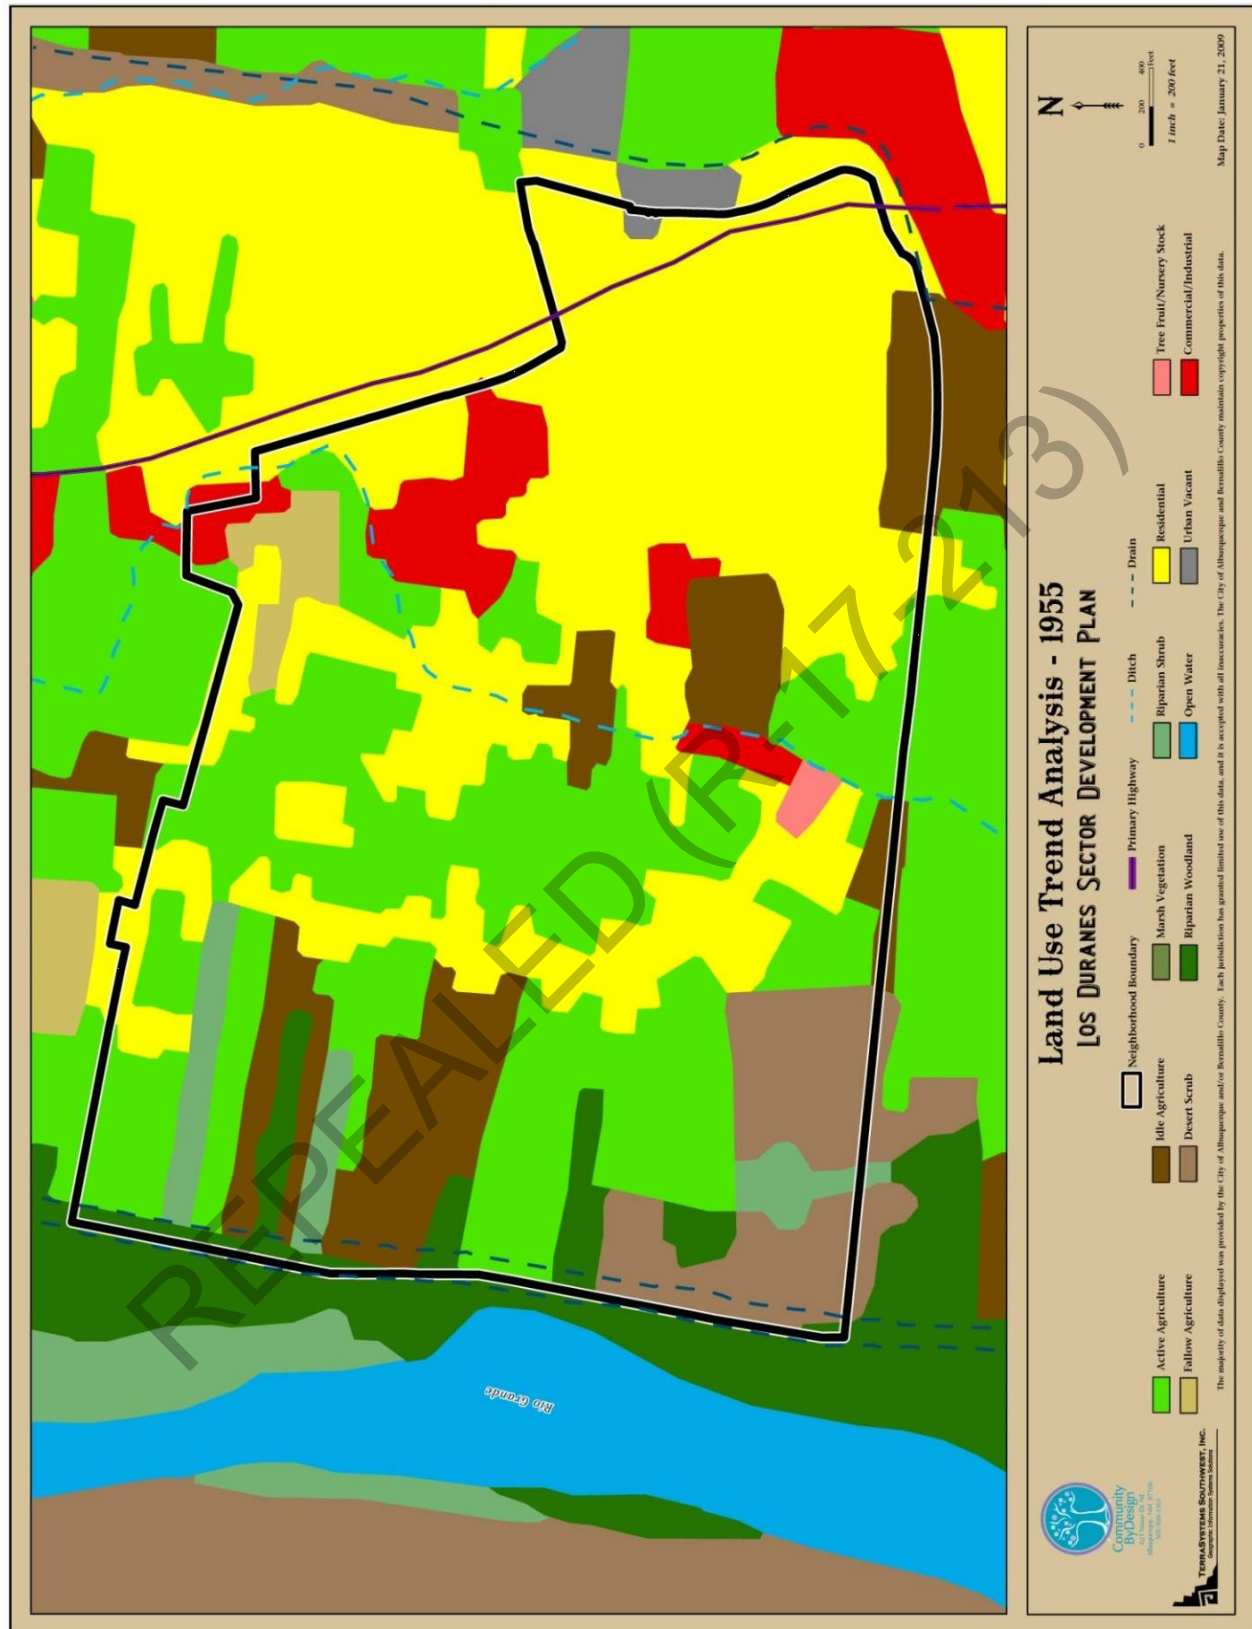 Rio Grande
REPEALED (R-17-213)
Land Use Trend Analysis - 1955
LOS DURANES SECTOR DEVELOPMENT PLAN
N
0 200 400
Feet
1 inch = 200 feet
Neighborhood Boundary
Primary Highway
Ditch
Drain
Active Agriculture
Idle Agriculture
Marsh Vegetation
Riparian Shrub
Residential
Tree Fruit/Nursery Stock
Fallow Agriculture
Desert Scrub
Riparian Woodland
Open Water
Urban Vacant
Commercial/Industrial
Community
ByDesign
TERRASYSTEMS SOUTHWEST, INC.
Geographic Information Systems Solutions
The majority of data displayed was provided by the City of Albuquerque and/or Bernalillo County. Each jurisdiction has granted limited use of this data, and it is accepted with all inaccuracies. The City of Albuquerque and Bernalillo County maintain copyright properties of this data.
Map Date: January 21, 2009